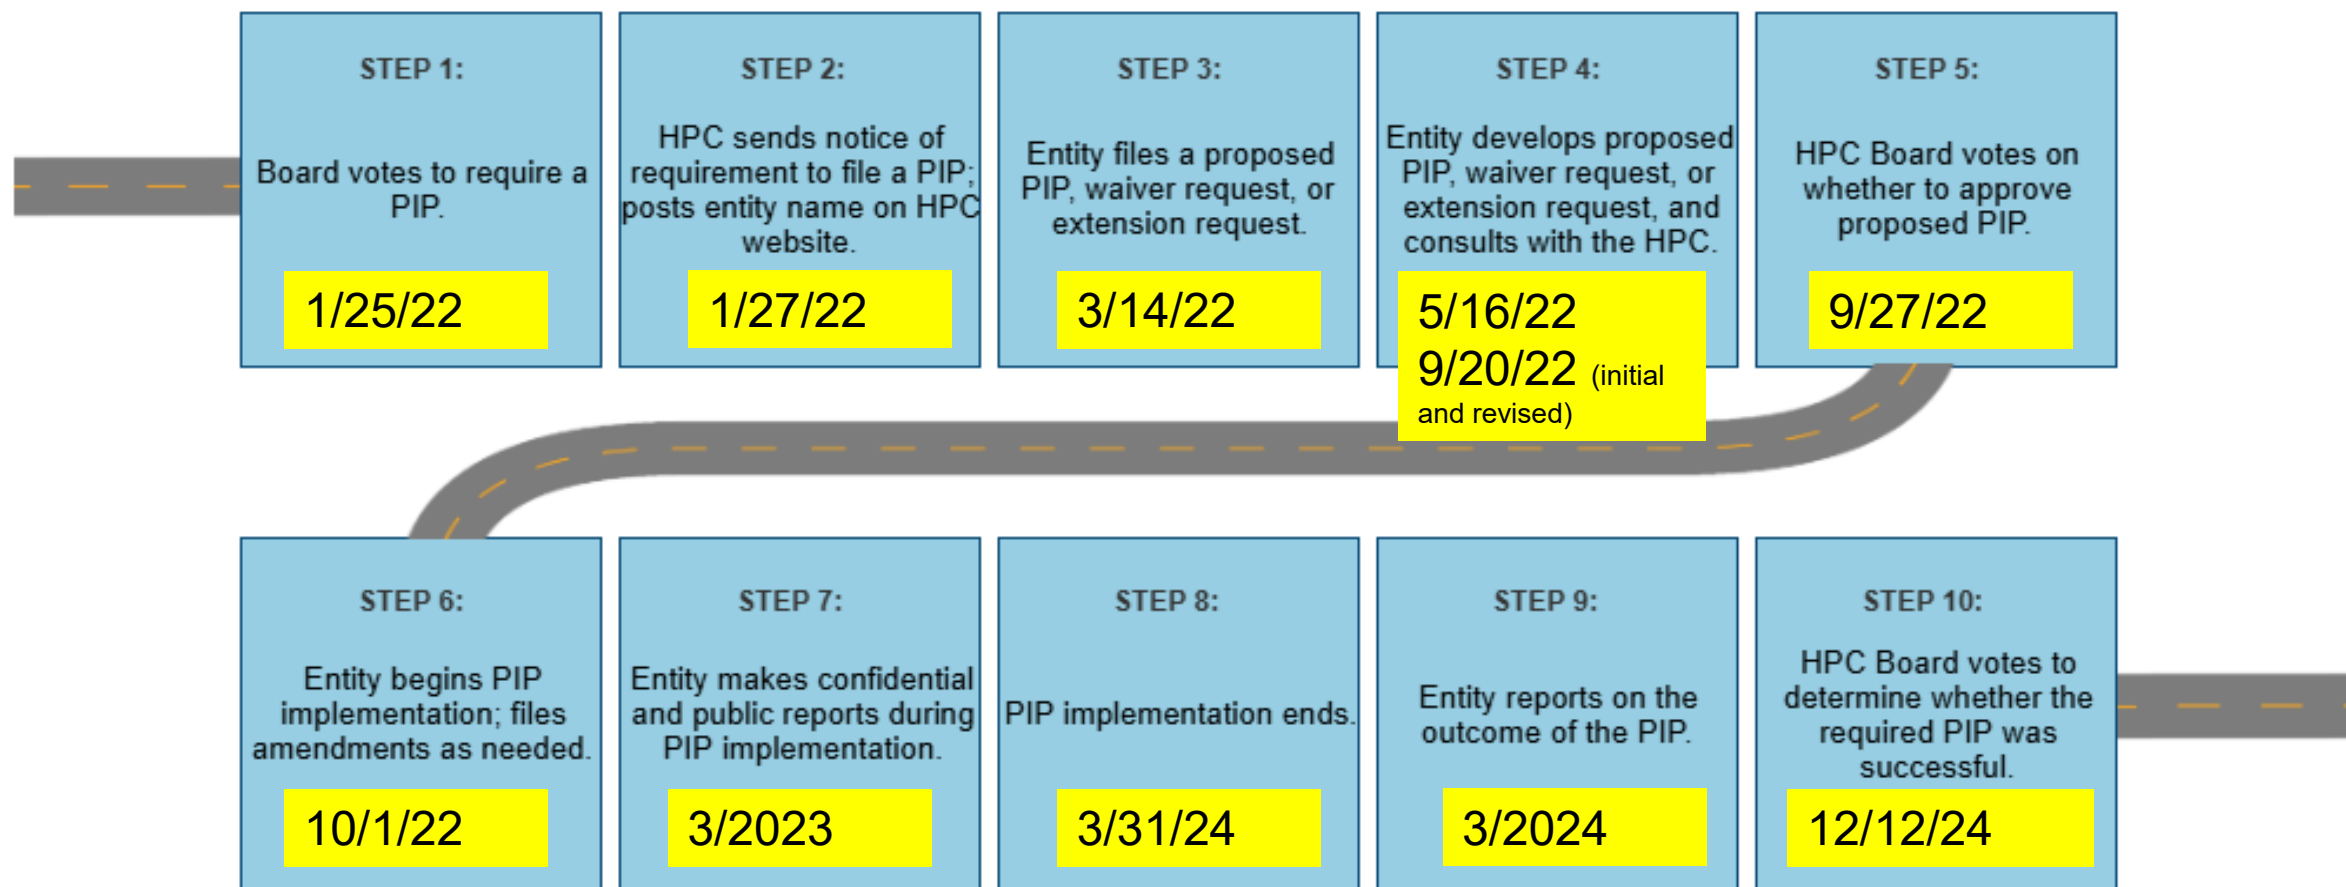 STEP 1:
Board votes to require a
PIP.
1/25/22
STEP 2:
HPC sends notice of
requirement to file a PIP;
posts entity name on HPC
website.
1/27/22
STEP 3:
Entity files a proposed
PIP, waiver request, or
extension request.
3/14/22
STEP 4:
Entity develops proposed
PIP, waiver request, or
extension request, and
consults with the HPC.
5/16/22
9/20/22 (initial
and revised)
STEP 5:
HPC Board votes on
whether to approve
proposed PIP.
9/27/22
STEP 6:
Entity begins PIP
implementation; files
amendments as needed.
10/1/22
STEP 7:
Entity makes confidential
and public reports during
PIP implementation.
3/2023
STEP 8:
PIP implementation ends.
3/31/24
STEP 9:
Entity reports on the
outcome of the PIP.
3/2024
STEP 10:
HPC Board votes to
determine whether the
required PIP was
successful.
12/12/24